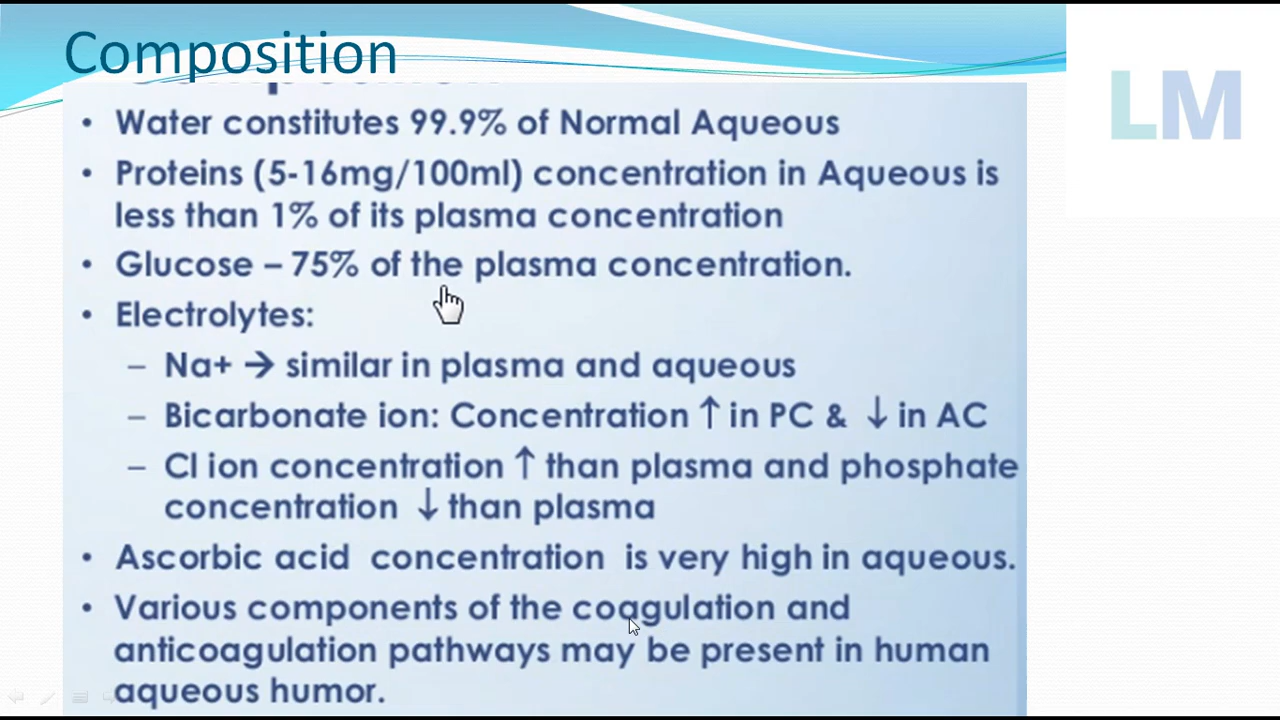 Composition
LM
• Water constitutes 99.9% of Normal Aqueous
• Proteins (5-16mg/100ml) concentration in Aqueous is
less than 1% of its plasma concentration
• Glucose – 75% of the plasma concentration.
• Electrolytes:
– Na+ → similar in plasma and aqueous
– Bicarbonate ion: Concentration ↑ in PC & ↓ in AC
– Cl ion concentration ↑ than plasma and phosphate
concentration ↓ than plasma
• Ascorbic acid concentration is very high in aqueous.
• Various components of the coagulation and
anticoagulation pathways may be present in human
aqueous humor.